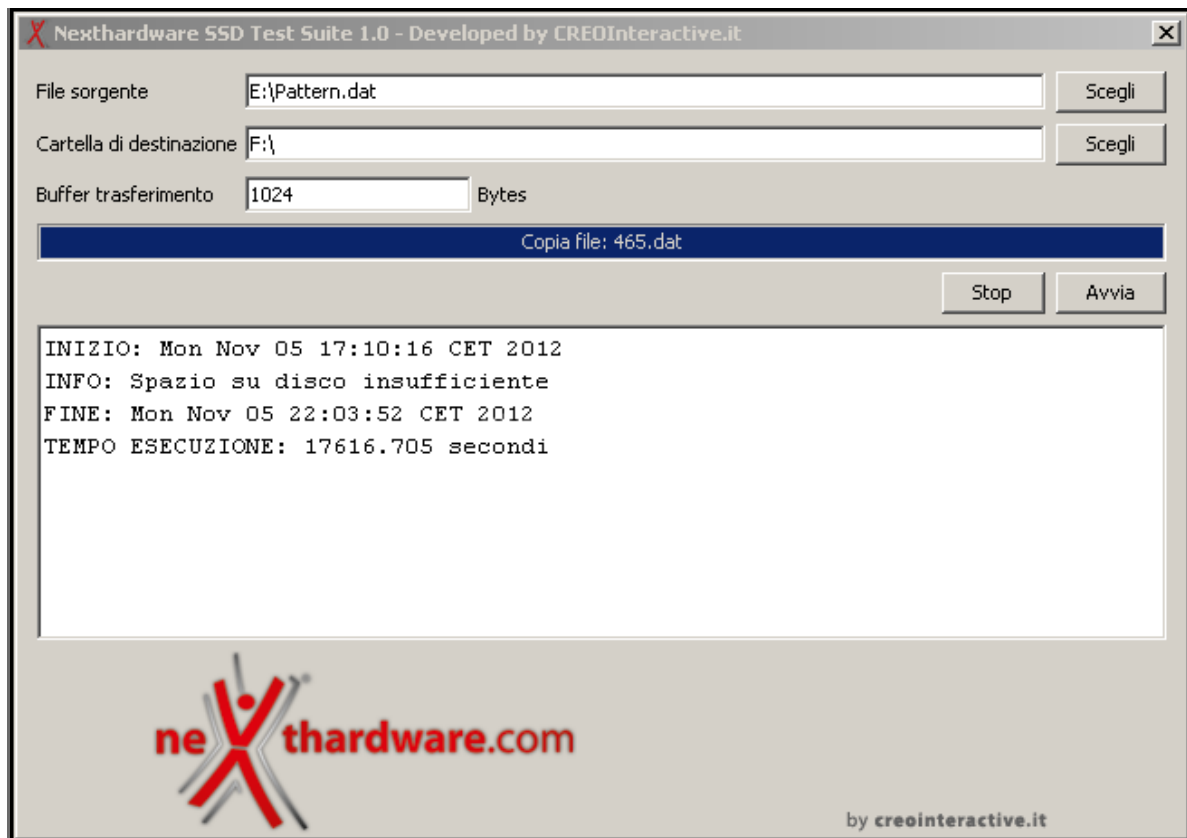 Nexthardware SSD Test Suite 1.0 - Developed by CREOInteractive.it
File sorgente E:\Pattern.dat Scegli
Cartella di destinazione F:\ Scegli
Buffer trasferimento 1024 Bytes
Copia file: 465.dat
Stop Avvia
INIZIO: Mon Nov 05 17:10:16 CET 2012
INFO: Spazio su disco insufficiente
FINE: Mon Nov 05 22:03:52 CET 2012
TEMPO ESECUZIONE: 17616.705 secondi
nexthardware.com
by creointeractive.it